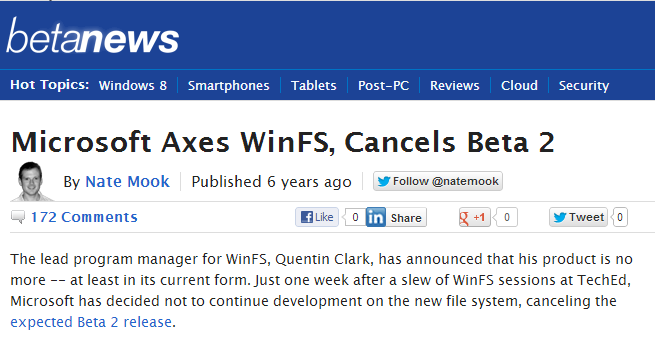 betanews
Hot Topics: Windows 8 Smartphones Tablets Post-PC Reviews Cloud Security
Microsoft Axes WinFS, Cancels Beta 2
By Nate Mook Published 6 years ago Follow @natemook
172 Comments Like 0 in Share g +1 0 Tweet 0
The lead program manager for WinFS, Quentin Clark, has announced that his product is no
more -- at least in its current form. Just one week after a slew of WinFS sessions at TechEd,
Microsoft has decided not to continue development on the new file system, canceling the
expected Beta 2 release.